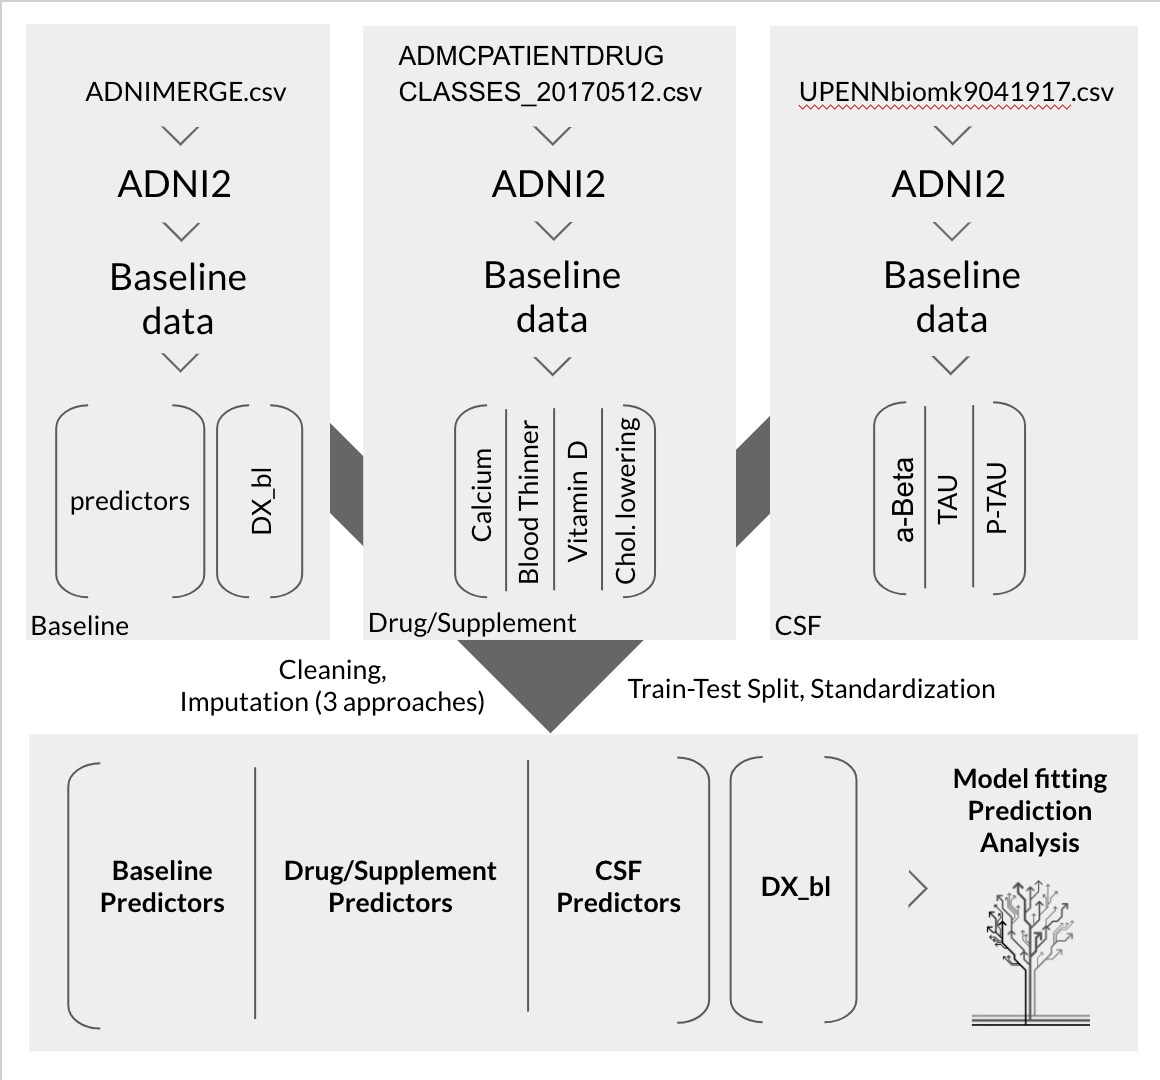 ADNIMERGE.csv
ADNI2
Baseline
data
predictors
DX_bl
Baseline
ADMCPATIENTDRUG
CLASSES_20170512.csv
ADNI2
Baseline
data
Calcium
Blood Thinner
Vitamin D
Chol. lowering
Drug/Supplement
UPENNbiomk9041917.csv
ADNI2
Baseline
data
a-Beta
TAU
P-TAU
CSF
Cleaning,
Imputation (3 approaches)
Train-Test Split, Standardization
Baseline
Predictors
Drug/Supplement
Predictors
CSF
Predictors
DX_bl
Model fitting
Prediction
Analysis